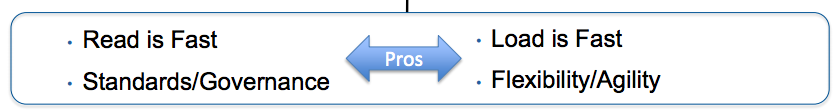 • Read is Fast
• Standards/Governance
Pros
• Load is Fast
• Flexibility/Agility